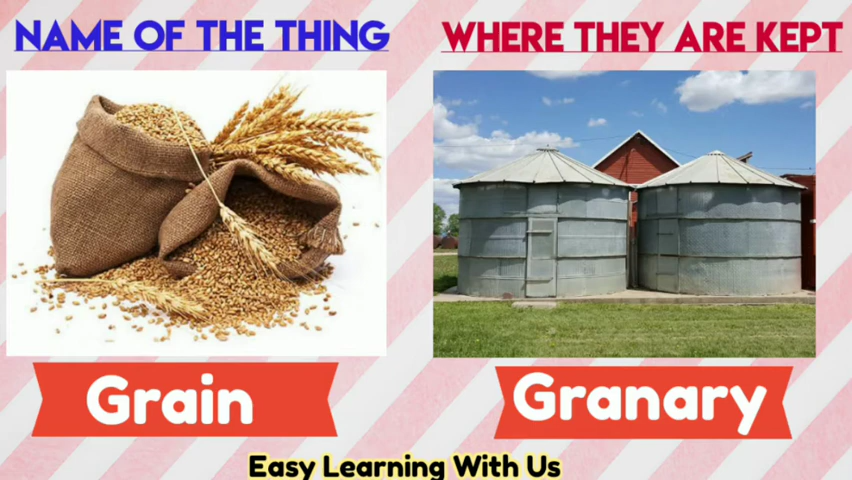 NAME OF THE THING
WHERE THEY ARE KEPT
Grain
Granary
Easy Learning With Us